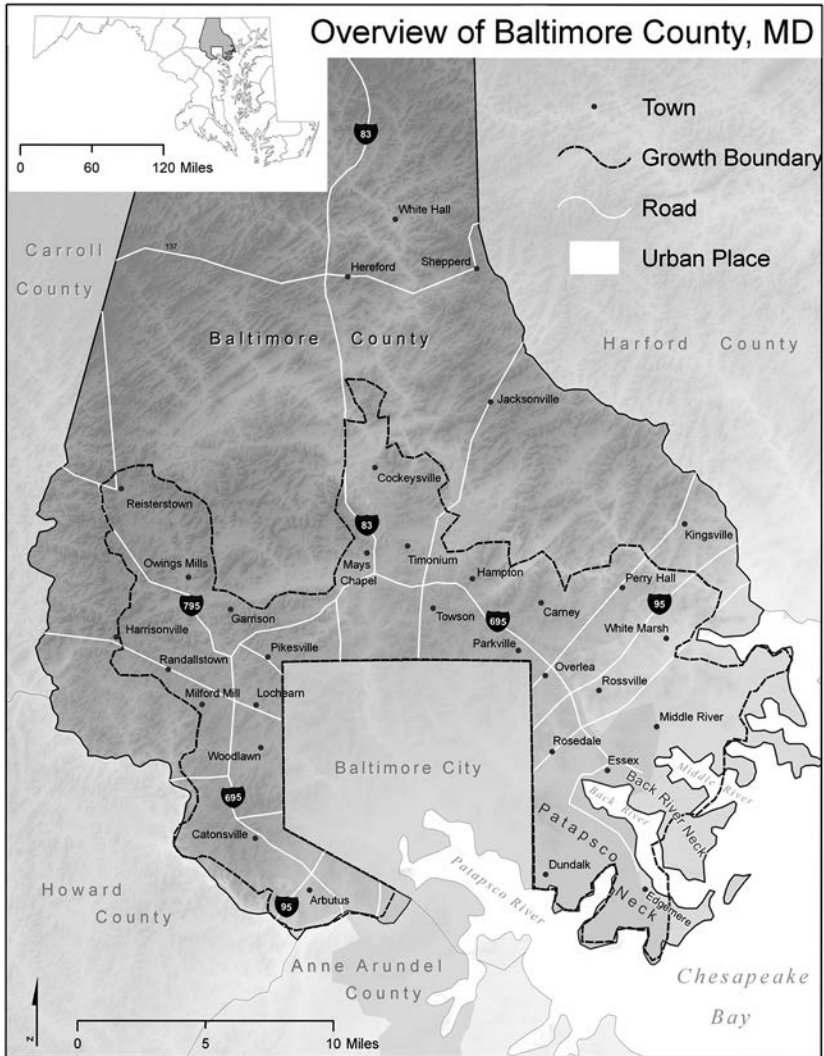 Overview of Baltimore County, MD
0 60 120 Miles
Town
Growth Boundary
Road
Urban Place
83
White Hall
Carroll
County
137
Hereford
Shepperd
Baltimore County
Harford County
Jacksonville
Cockeysville
Reisterstown
83
Kingsville
Timonium
Mays
Chapel
Owings Mills
Hampton
Perry Hall
795
Garrison
Towson
695
Carney
95
Harrisonville
White Marsh
Pikesville
Parkville
Randallstown
Overlea
Rossville
Milford Mill
Lochearn
Middle River
Woodlawn
Rosedale
Baltimore City
Essex
Middle River
Back River
Back River Neck
695
Patapsco
Neck
Catonsville
Patapsco River
Dundalk
Howard
County
95
Arbutus
Edgemere
Anne Arundel
County
Chesapeake
Bay
N
0 5 10 Miles